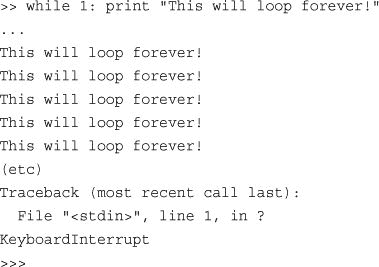 >> while 1: print "This will loop forever!"
...
This will loop forever!
This will loop forever!
This will loop forever!
This will loop forever!
This will loop forever!
(etc)
Traceback (most recent call last):
  File "<stdin>", line 1, in ?
KeyboardInterrupt
>>>